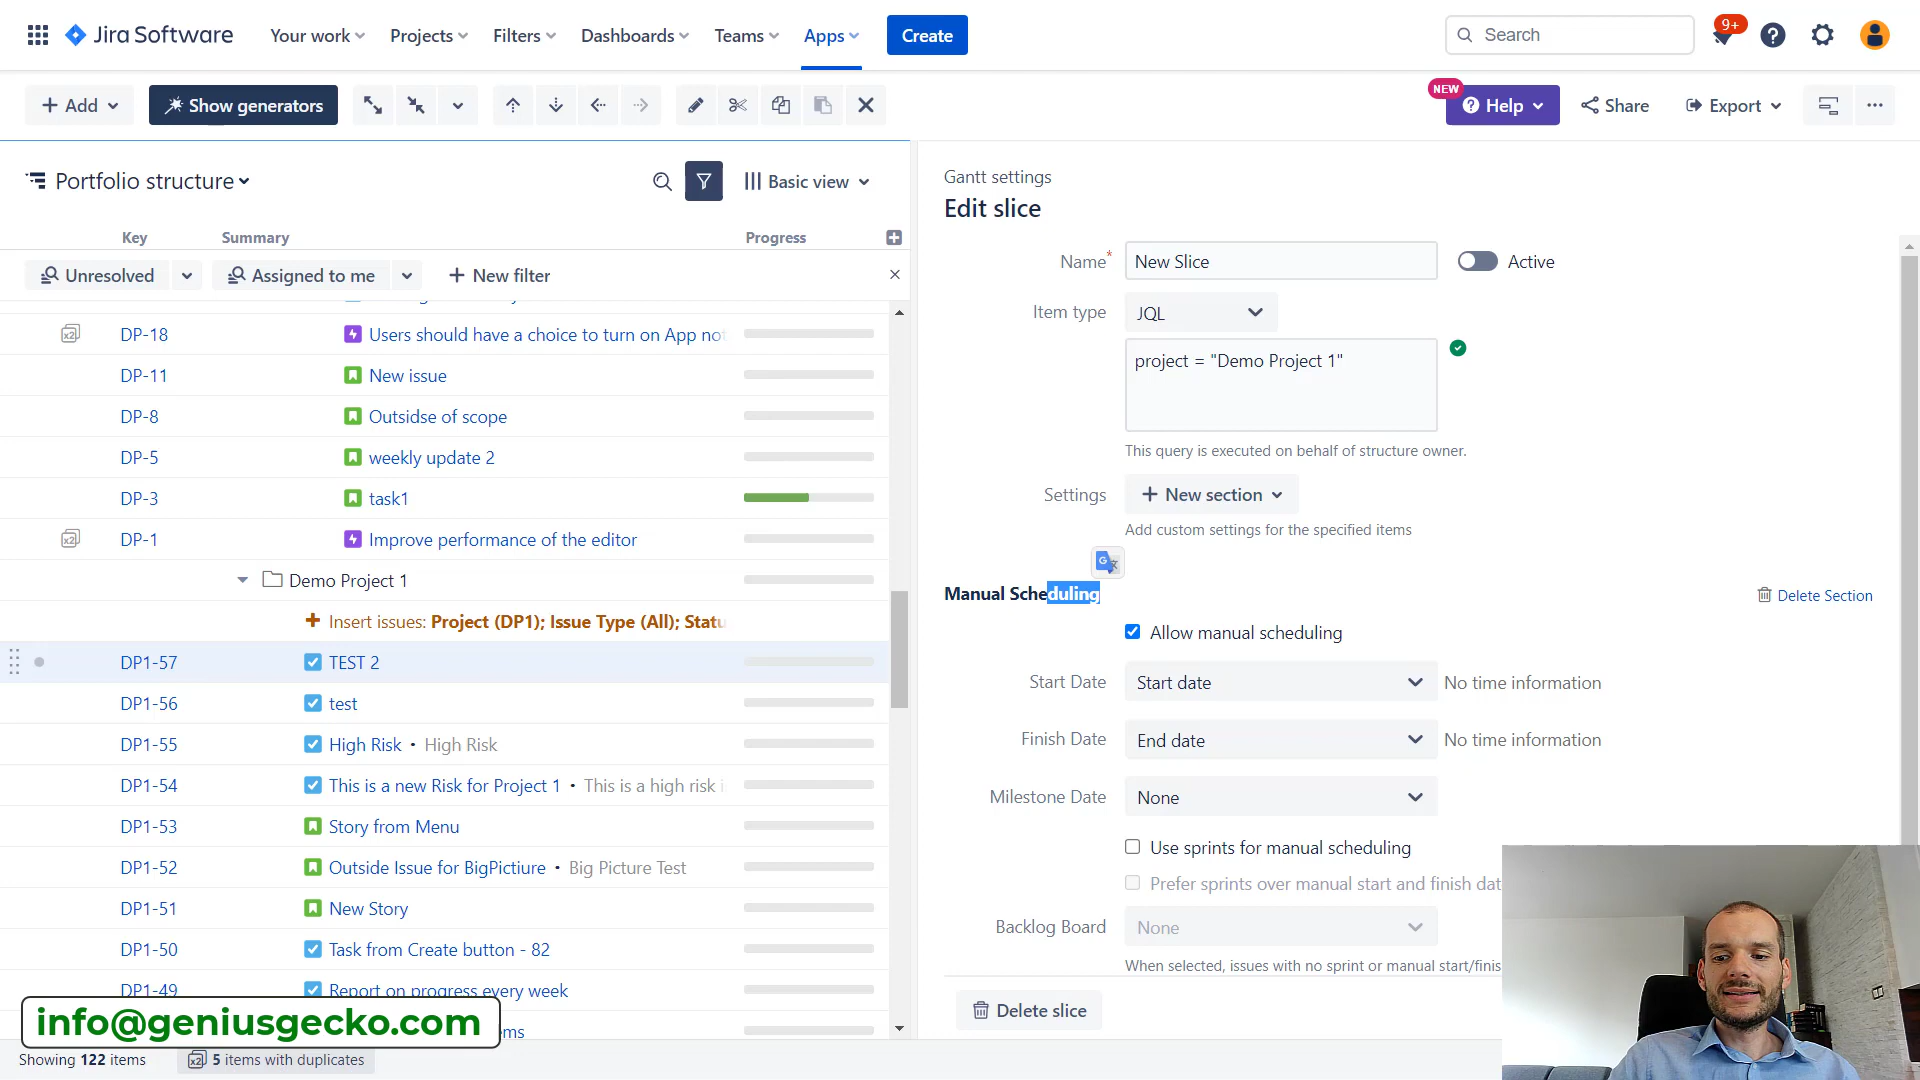 Jira Software
Your work
Projects
Filters
Dashboards
Teams
Apps
Create
Search
9+
Add
Show generators
NEW
Help
Share
Export
Portfolio structure
Basic view
Key
Summary
Progress
Unresolved
Assigned to me
New filter
DP-18
Users should have a choice to turn on App not
DP-11
New issue
DP-8
Outsidse of scope
DP-5
weekly update 2
DP-3
task1
DP-1
Improve performance of the editor
Demo Project 1
Insert issues: Project (DP1); Issue Type (All); Statu
DP1-57
TEST 2
DP1-56
test
DP1-55
High Risk • High Risk
DP1-54
This is a new Risk for Project 1 • This is a high risk i
DP1-53
Story from Menu
DP1-52
Outside Issue for BigPictiure • Big Picture Test
DP1-51
New Story
DP1-50
Task from Create button - 82
DP1-49
Report on progress every week
ems
info@geniusgecko.com
Showing 122 items
x2
5 items with duplicates
Gantt settings
Edit slice
Name*
New Slice
Active
Item type
JQL
project = "Demo Project 1"
This query is executed on behalf of structure owner.
Settings
New section
Add custom settings for the specified items
Manual Scheduling
Delete Section
Allow manual scheduling
Start Date
Start date
No time information
Finish Date
End date
No time information
Milestone Date
None
Use sprints for manual scheduling
Prefer sprints over manual start and finish dat
Backlog Board
None
When selected, issues with no sprint or manual start/finis
Delete slice